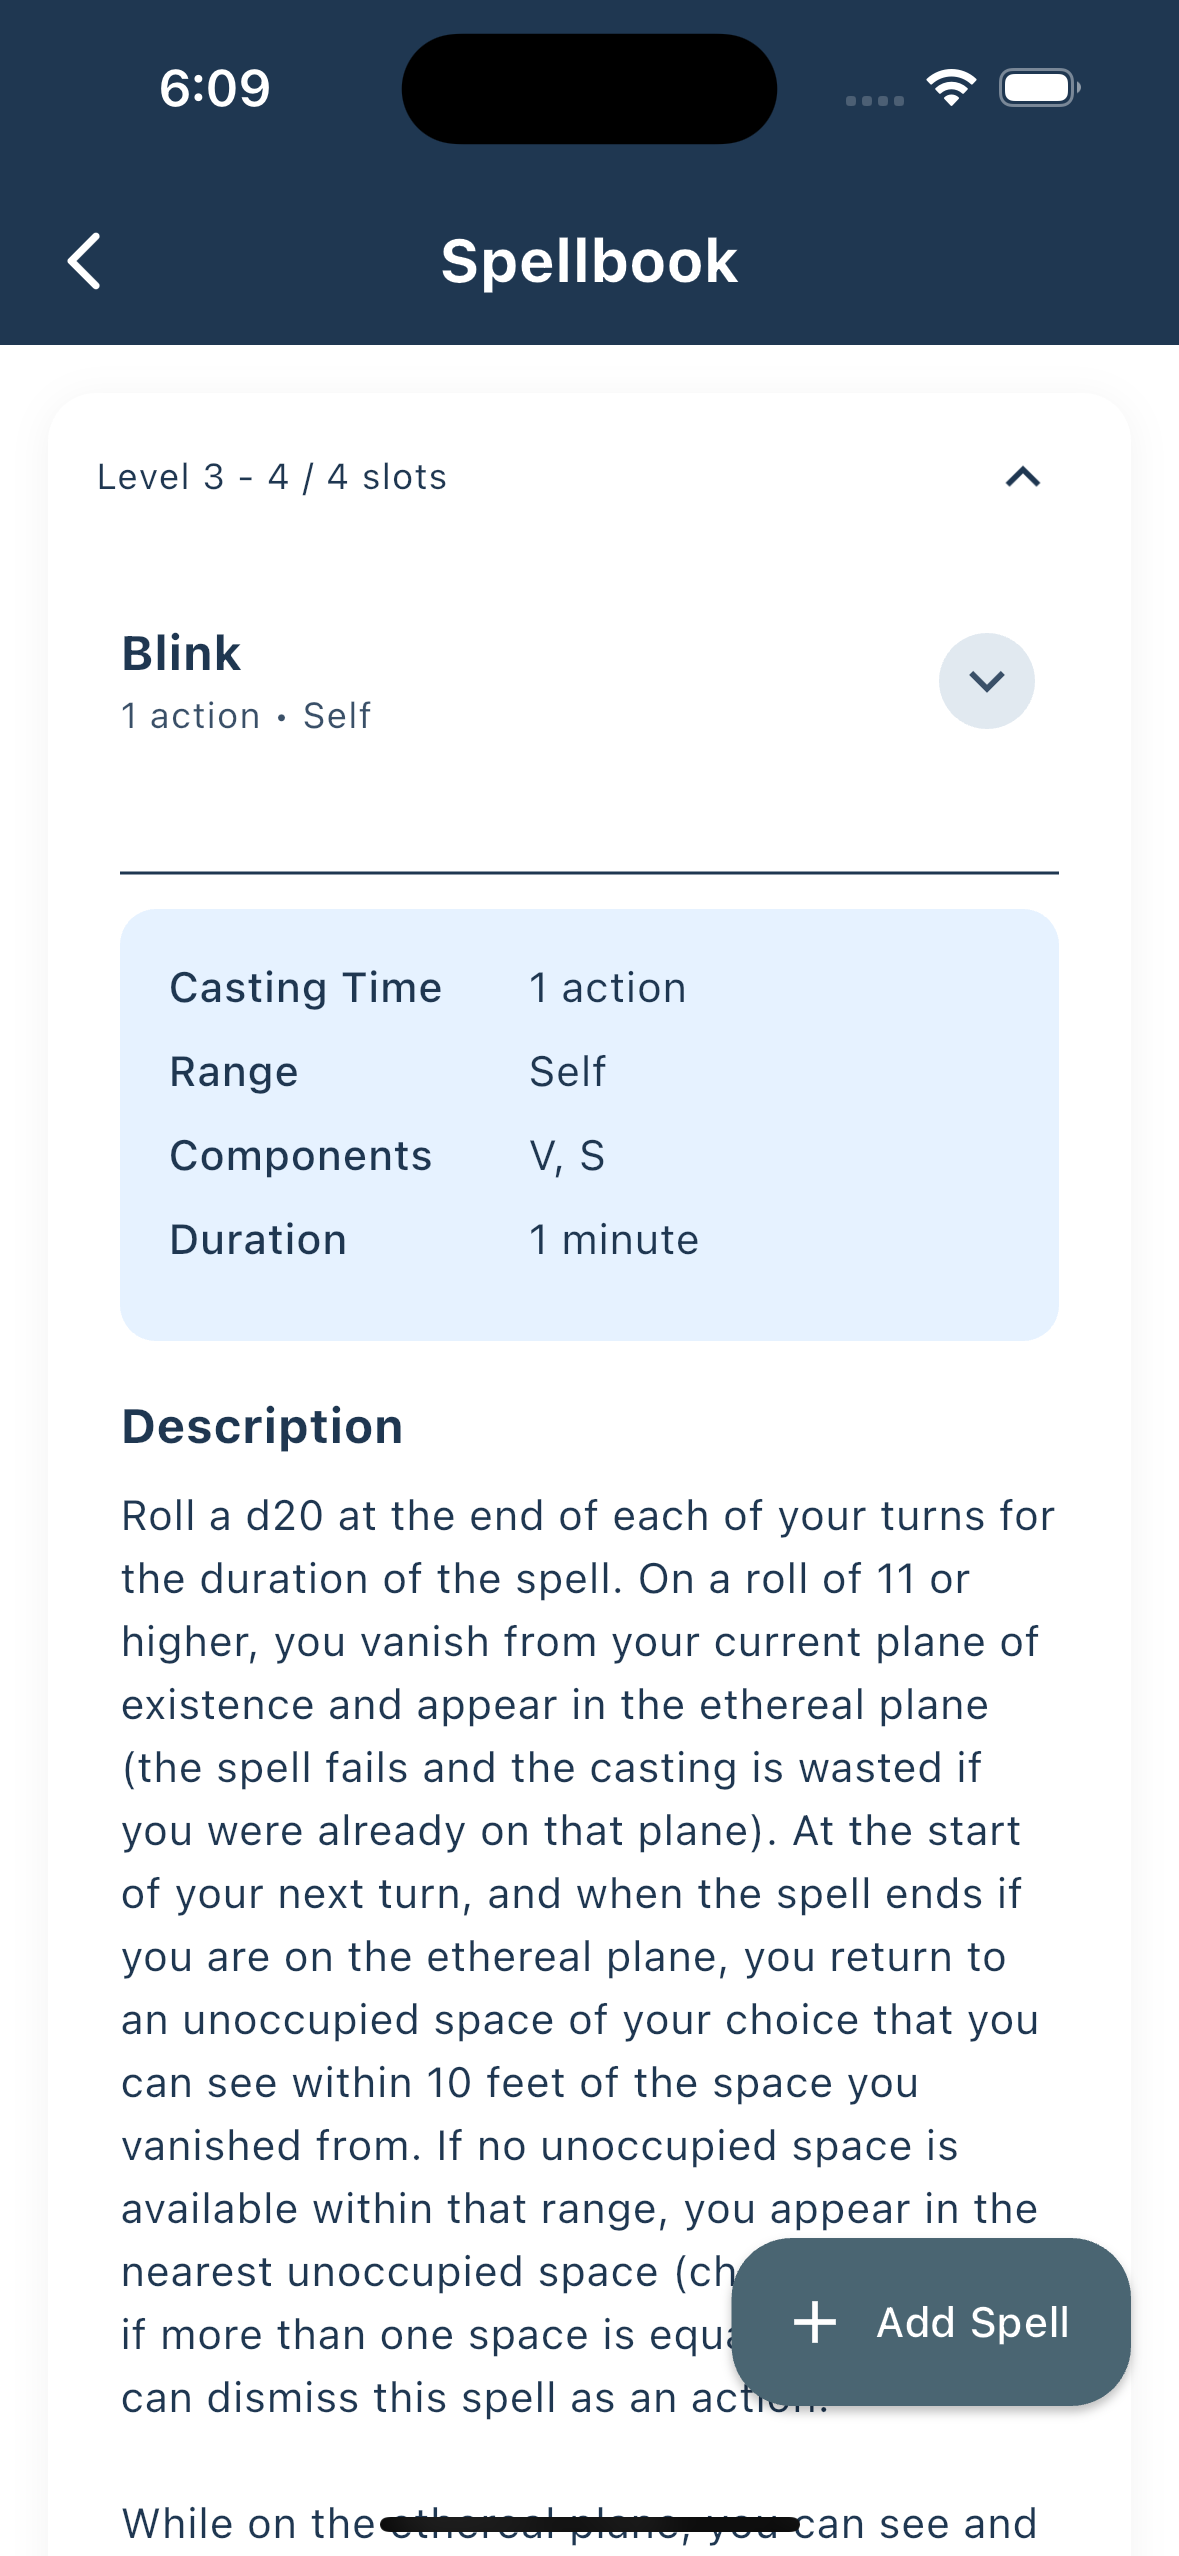 6:09
Spellbook
Level 3 - 4 / 4 slots
Blink
1 action • Self
Casting Time 1 action
Range Self
Components V, S
Duration 1 minute
Description
Roll a d20 at the end of each of your turns for
the duration of the spell. On a roll of 11 or
higher, you vanish from your current plane of
existence and appear in the ethereal plane
(the spell fails and the casting is wasted if
you were already on that plane). At the start
of your next turn, and when the spell ends if
you are on the ethereal plane, you return to
an unoccupied space of your choice that you
can see within 10 feet of the space you
vanished from. If no unoccupied space is
available within that range, you appear in the
nearest unoccupied space
if more than one space is
can dismiss this spell as an action.
Add Spell
While on the ethereal plane, you can see and